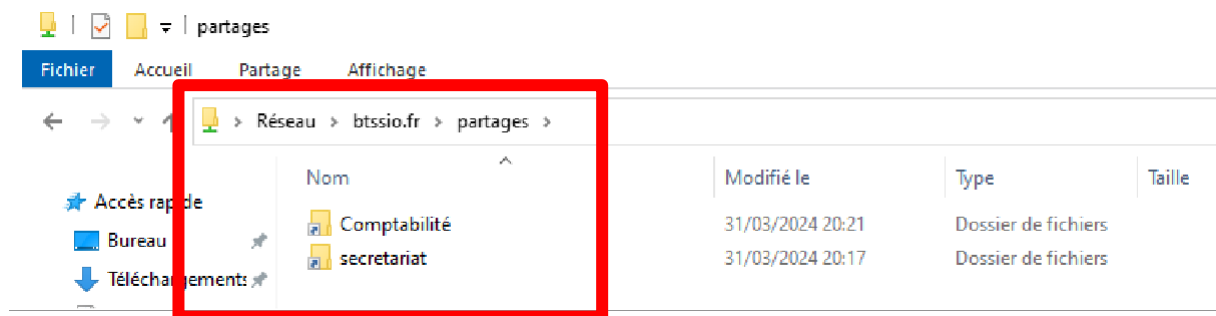 partages
Fichier Accueil Partage Affichage
Réseau > btssio.fr > partages >
Nom Modifié le Type Taille
Accès rapide
Comptabilité 31/03/2024 20:21 Dossier de fichiers
Bureau
secretariat 31/03/2024 20:17 Dossier de fichiers
Téléchargements